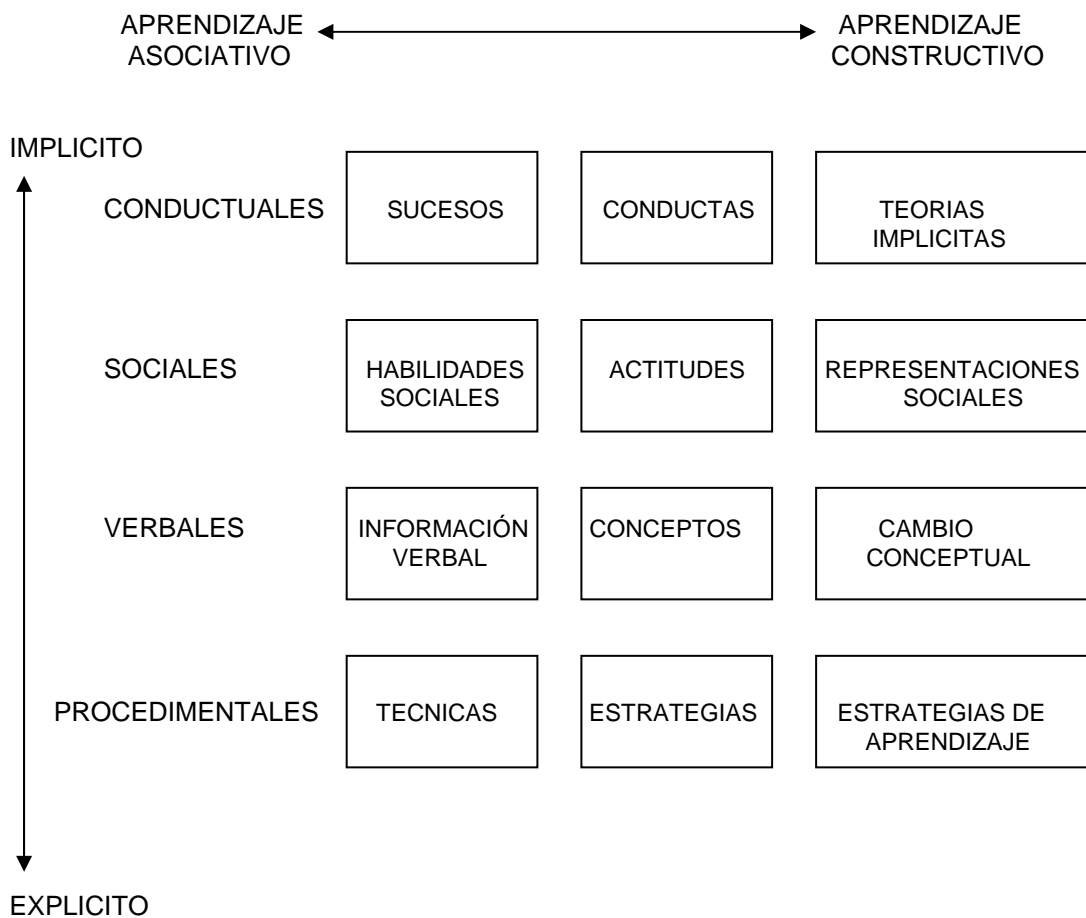 APRENDIZAJE
ASOCIATIVO
APRENDIZAJE
CONSTRUCTIVO
IMPLICITO
CONDUCTUALES
SUCESOS
CONDUCTAS
TEORIAS
IMPLICITAS
SOCIALES
HABILIDADES
SOCIALES
ACTITUDES
REPRESENTACIONES
SOCIALES
VERBALES
INFORMACIÓN
VERBAL
CONCEPTOS
CAMBIO
CONCEPTUAL
PROCEDIMENTALES
TECNICAS
ESTRATEGIAS
ESTRATEGIAS DE
APRENDIZAJE
EXPLICITO